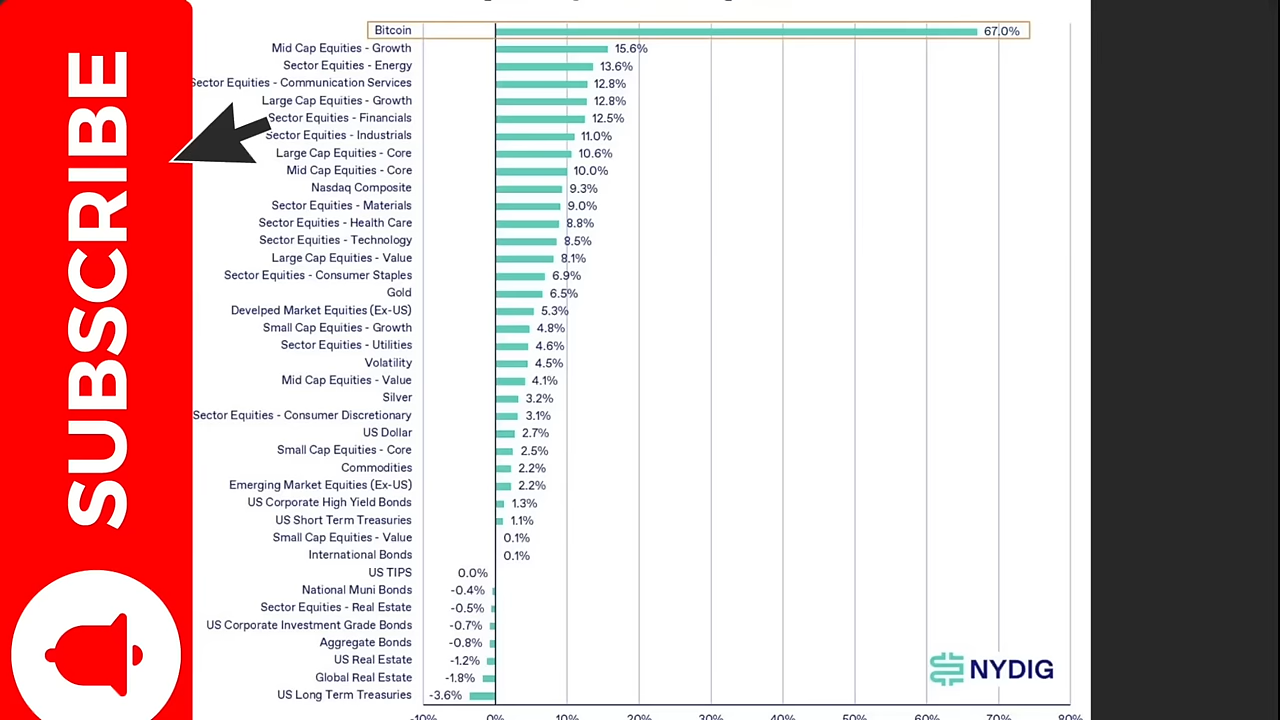 SUBSCRIBE
Bitcoin 67.0%
Mid Cap Equities - Growth 15.6%
Sector Equities - Energy 13.6%
Sector Equities - Communication Services 12.8%
Large Cap Equities - Growth 12.8%
Sector Equities - Financials 12.5%
Sector Equities - Industrials 11.0%
Large Cap Equities - Core 10.6%
Mid Cap Equities - Core 10.0%
Nasdaq Composite 9.3%
Sector Equities - Materials 9.0%
Sector Equities - Health Care 8.8%
Sector Equities - Technology 8.5%
Large Cap Equities - Value 8.1%
Sector Equities - Consumer Staples 6.9%
Gold 6.5%
Develped Market Equities (Ex-US) 5.3%
Small Cap Equities - Growth 4.8%
Sector Equities - Utilities 4.6%
Volatility 4.5%
Mid Cap Equities - Value 4.1%
Silver 3.2%
Sector Equities - Consumer Discretionary 3.1%
US Dollar 2.7%
Small Cap Equities - Core 2.5%
Commodities 2.2%
Emerging Market Equities (Ex-US) 2.2%
US Corporate High Yield Bonds 1.3%
US Short Term Treasuries 1.1%
Small Cap Equities - Value 0.1%
International Bonds 0.1%
US TIPS 0.0%
National Muni Bonds -0.4%
Sector Equities - Real Estate -0.5%
US Corporate Investment Grade Bonds -0.7%
Aggregate Bonds -0.8%
US Real Estate -1.2%
Global Real Estate -1.8%
US Long Term Treasuries -3.6%
NYDIG
-10% 0% 10% 20% 30% 40% 50% 60% 70% 80%